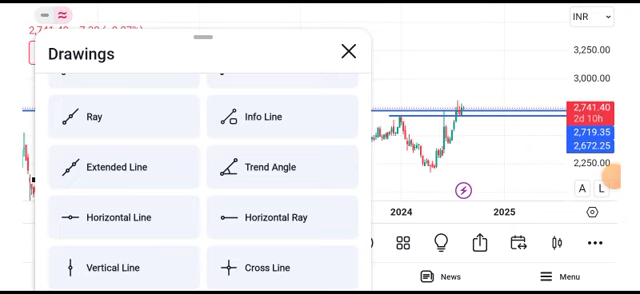 INR
Drawings
3,250.00
3,000.00
Ray
Info Line
2,741.40
2d 10h
2,719.35
2,672.25
Extended Line
Trend Angle
2,250.00
A L
Horizontal Line
Horizontal Ray
2024
2025
Vertical Line
Cross Line
News
Menu